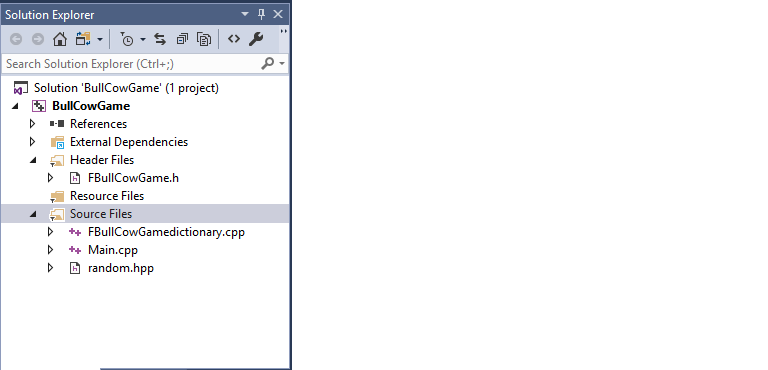 Solution Explorer
Search Solution Explorer (Ctrl+;)
Solution 'BullCowGame' (1 project)
BullCowGame
References
External Dependencies
Header Files
FBullCowGame.h
Resource Files
Source Files
FBullCowGamedictionary.cpp
Main.cpp
random.hpp